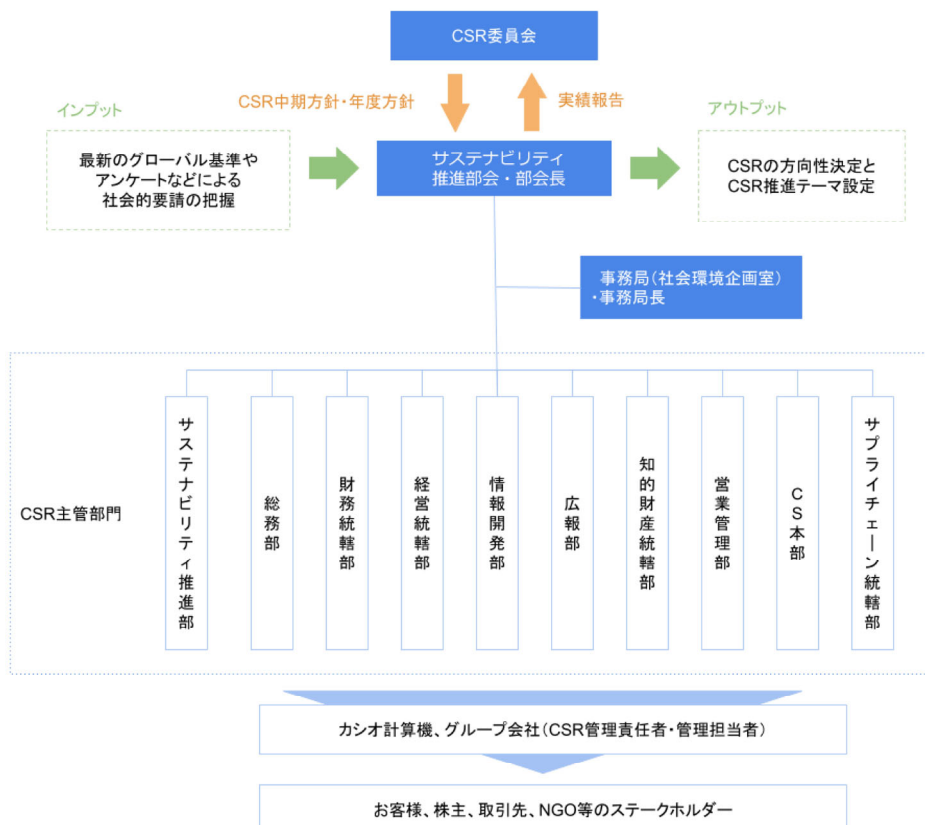 CSR委員会
CSR中期方針・年度方針
実績報告
インプット
アウトプット
最新のグローバル基準や
アンケートなどによる
社会的要請の把握
サステナビリティ
推進部会・部会長
CSRの方向性決定と
CSR推進テーマ設定
事務局（社会環境企画室）
・事務局長
CSR主管部門
サステナビリティ推進部
総務部
財務統轄部
経営統轄部
情報開発部
広報部
知的財産統轄部
営業管理部
CS本部
サプライチェーン統轄部
カシオ計算機、グループ会社（CSR管理責任者・管理担当者）
お客様、株主、取引先、NGO等のステークホルダー